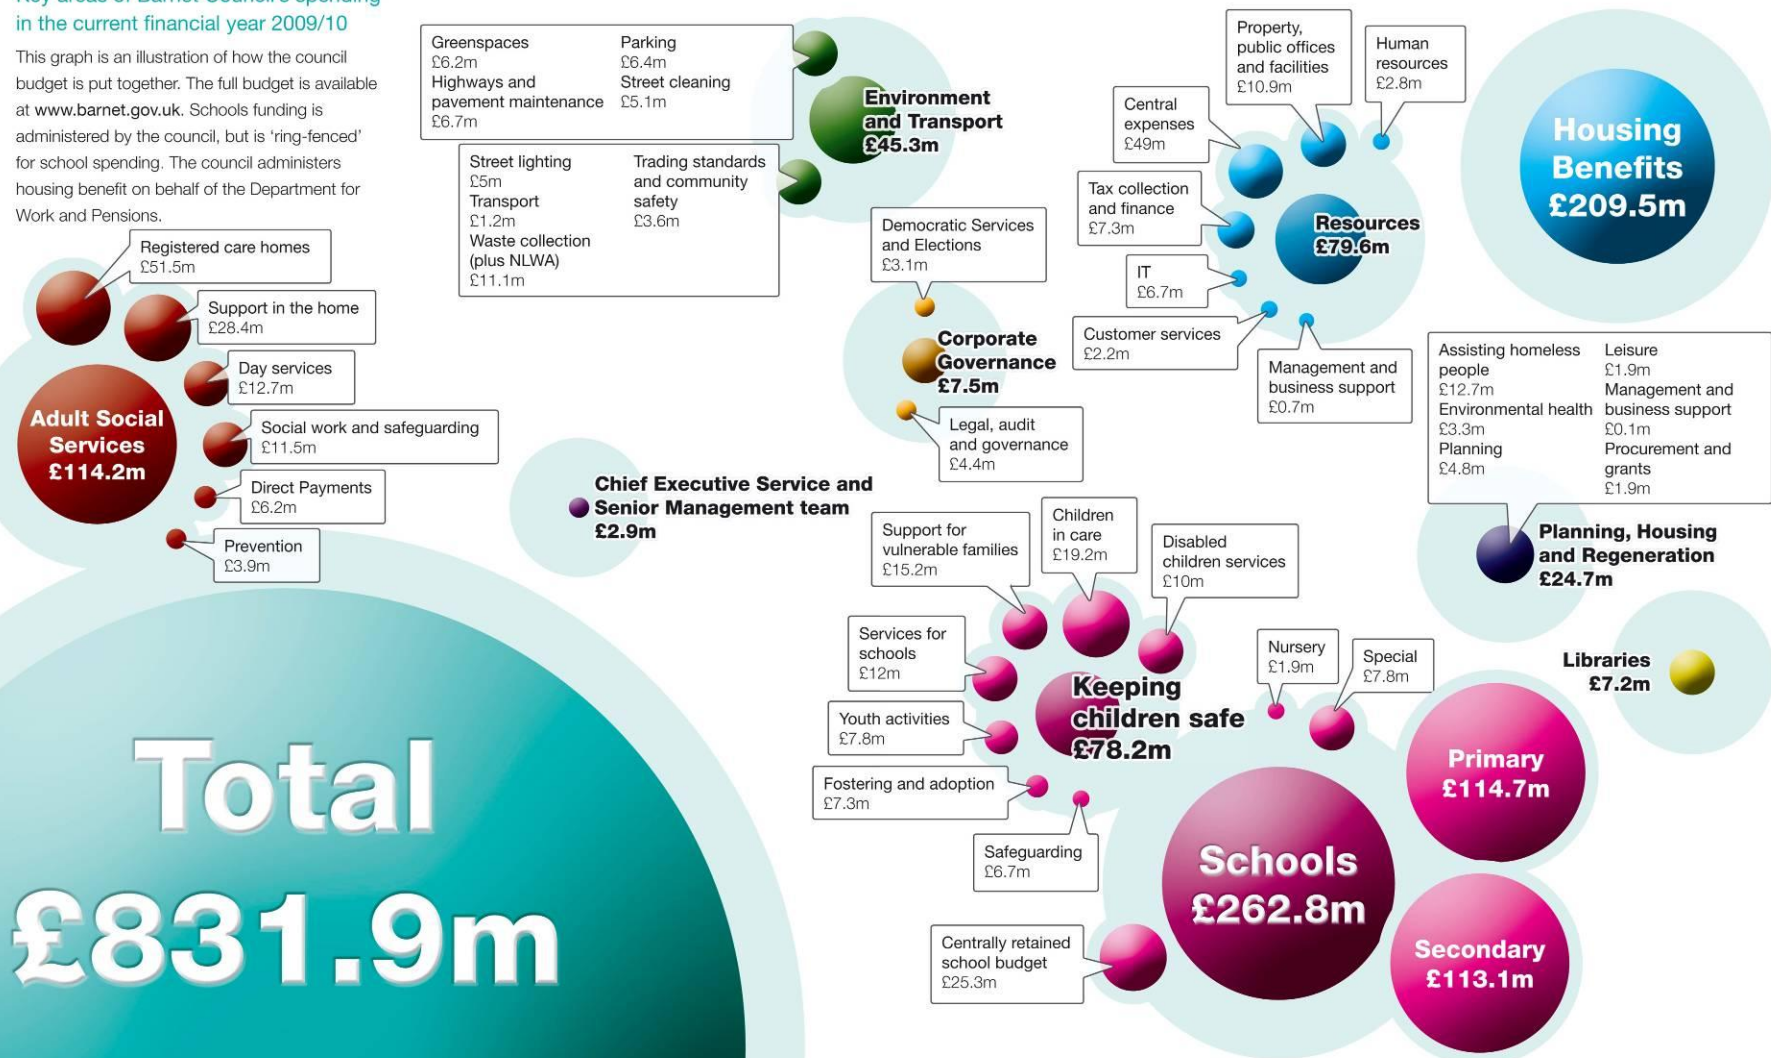 Key areas of Barnet Council's spending
in the current financial year 2009/10
This graph is an illustration of how the council
budget is put together. The full budget is available
at www.barnet.gov.uk. Schools funding is
administered by the council, but is 'ring-fenced'
for school spending. The council administers
housing benefit on behalf of the Department for
Work and Pensions.
Greenspaces
£6.2m
Highways and
pavement maintenance
£6.7m
Parking
£6.4m
Street cleaning
£5.1m
Environment
and Transport
£45.3m
Street lighting
£5m
Transport
£1.2m
Waste collection
(plus NLWA)
£11.1m
Trading standards
and community
safety
£3.6m
Property,
public offices
and facilities
£10.9m
Human
resources
£2.8m
Central
expenses
£49m
Tax collection
and finance
£7.3m
IT
£6.7m
Customer services
£2.2m
Management and
business support
£0.7m
Resources
£79.6m
Housing
Benefits
£209.5m
Registered care homes
£51.5m
Support in the home
£28.4m
Day services
£12.7m
Social work and safeguarding
£11.5m
Direct Payments
£6.2m
Prevention
£3.9m
Adult Social
Services
£114.2m
Democratic Services
and Elections
£3.1m
Corporate
Governance
£7.5m
Legal, audit
and governance
£4.4m
Chief Executive Service and
Senior Management team
£2.9m
Assisting homeless
people
£12.7m
Environmental health
£3.3m
Planning
£4.8m
Leisure
£1.9m
Management and
business support
£0.1m
Procurement and
grants
£1.9m
Planning, Housing
and Regeneration
£24.7m
Libraries
£7.2m
Support for
vulnerable families
£15.2m
Children
in care
£19.2m
Disabled
children services
£10m
Services for
schools
£12m
Youth activities
£7.8m
Fostering and adoption
£7.3m
Safeguarding
£6.7m
Keeping
children safe
£78.2m
Nursery
£1.9m
Special
£7.8m
Primary
£114.7m
Secondary
£113.1m
Centrally retained
school budget
£25.3m
Schools
£262.8m
Total
£831.9m